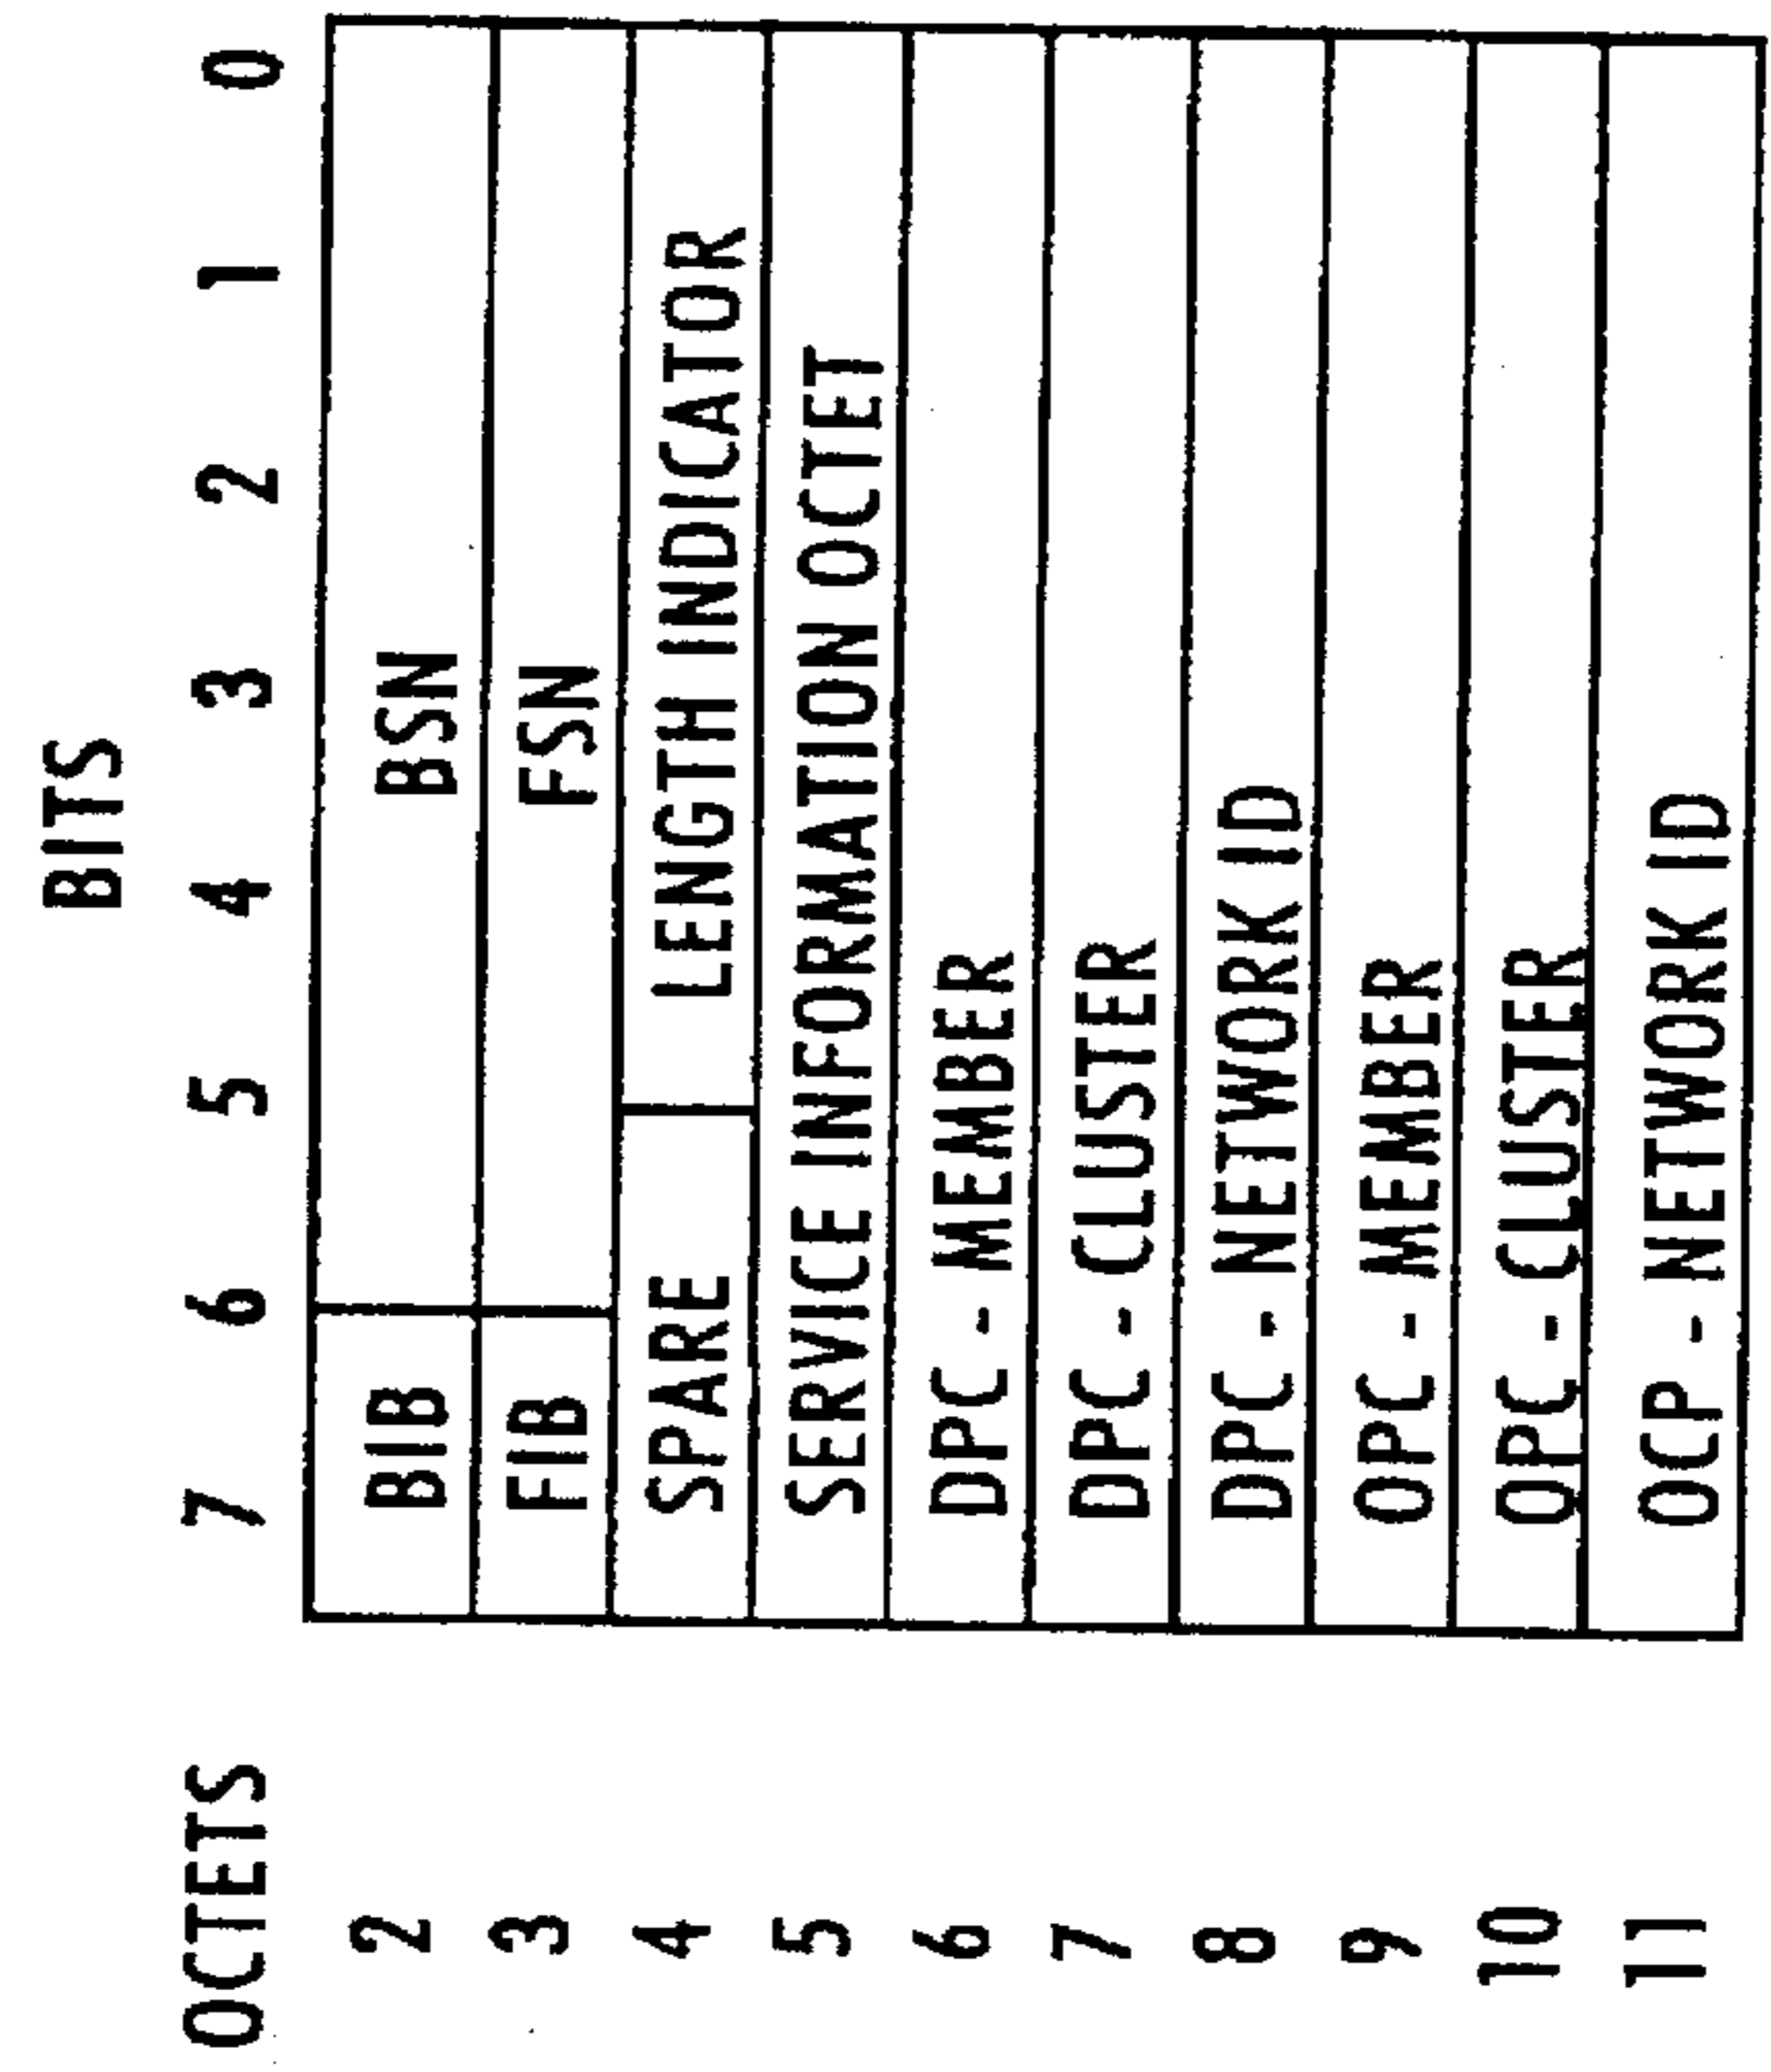 BITS
OCTETS 7 6 5 4 3 2 1 0
2 BIB BSN
3 FIB FSN
4 SPARE LENGTH INDICATOR
5 SERVICE INFORMATION OCTET
6 DPC - MEMBER
7 DPC - CLUSTER
8 DPC - NETWORK ID
9 OPC - MEMBER
10 OPC - CLUSTER
11 OCP - NETWORK ID